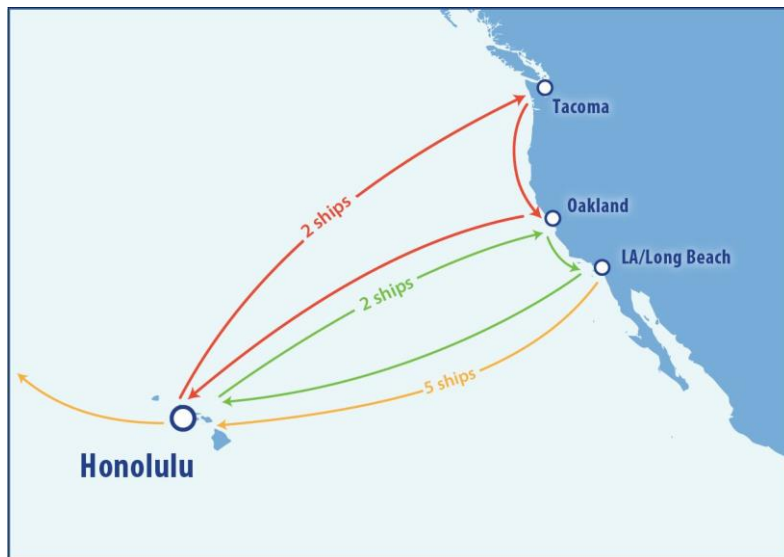 Tacoma
2 ships
Oakland
LA/Long Beach
2 ships
5 ships
Honolulu